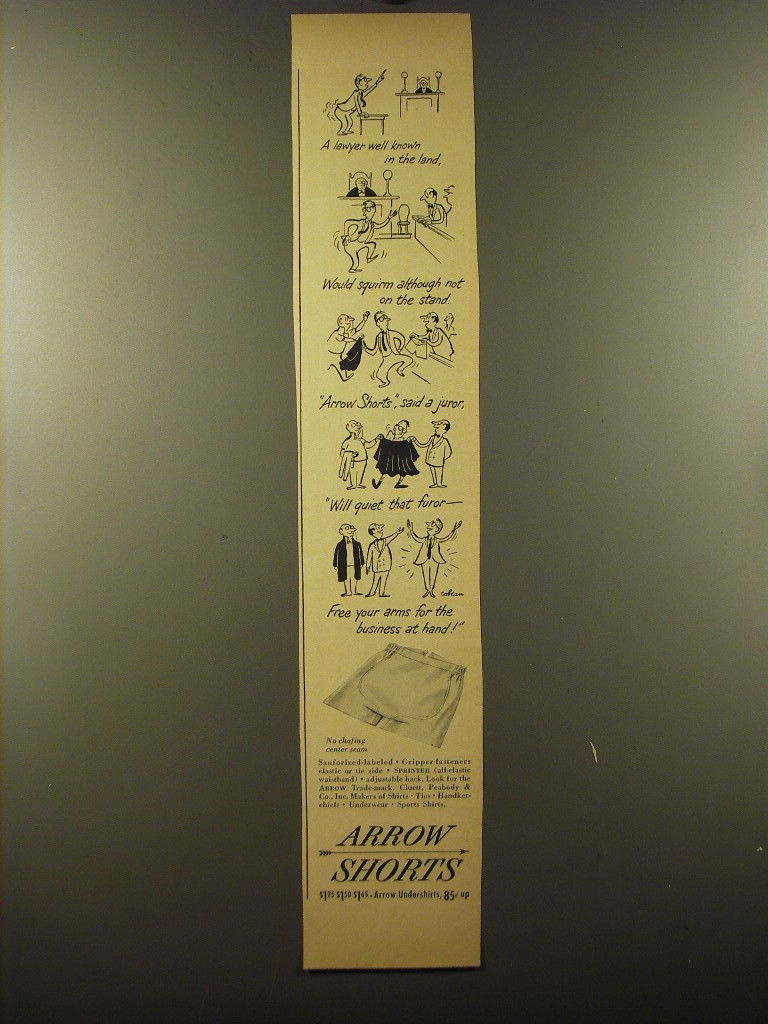 A lawyer well known
in the land,
Would squirm although not
on the stand.
"Arrow Shorts", said a juror,
"Will quiet that furor—
Free your arms for the
business at hand!"
No chafing
center seam
Sanforized-labeled • Gripper fasteners
elastic or tie side • SPRINTER (all-elastic
waistband) • adjustable back. Look for the
ARROW Trade-mark. Cluett, Peabody &
Co., Inc. Makers of Shirts • Ties • Handker-
chiefs • Underwear • Sports Shirts.
ARROW
SHORTS
$1.50 $1.65 • Arrow Undershirts, 85¢ up